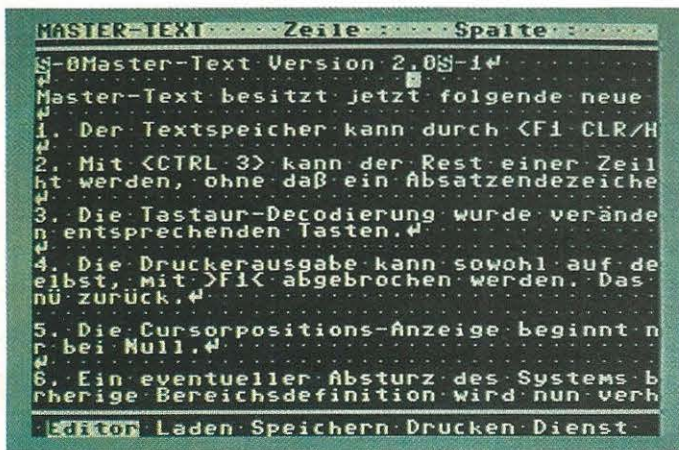 MASTER-TEXT Zeile : Spalte :
S-0Master-Text Version 2.0S-1↵
↵
Master-Text besitzt jetzt folgende neue
↵
1. Der Textspeicher kann durch <F1 CLR/H
↵
2. Mit <CTRL 3> kann der Rest einer Zeil
ht werden, ohne daß ein Absatzendezeiche
↵
3. Die Tastaur-Decodierung wurde verände
n entsprechenden Tasten.↵
↵
4. Die Druckerausgabe kann sowohl auf de
elbst, mit >F1< abgebrochen werden. Das
nü zurück.↵
↵
5. Die Cursorpositions-Anzeige beginnt n
r bei Null.↵
↵
6. Ein eventueller Absturz des Systems b
rherige Bereichsdefinition wird nun verh
Editor Laden Speichern Drucken Dienst